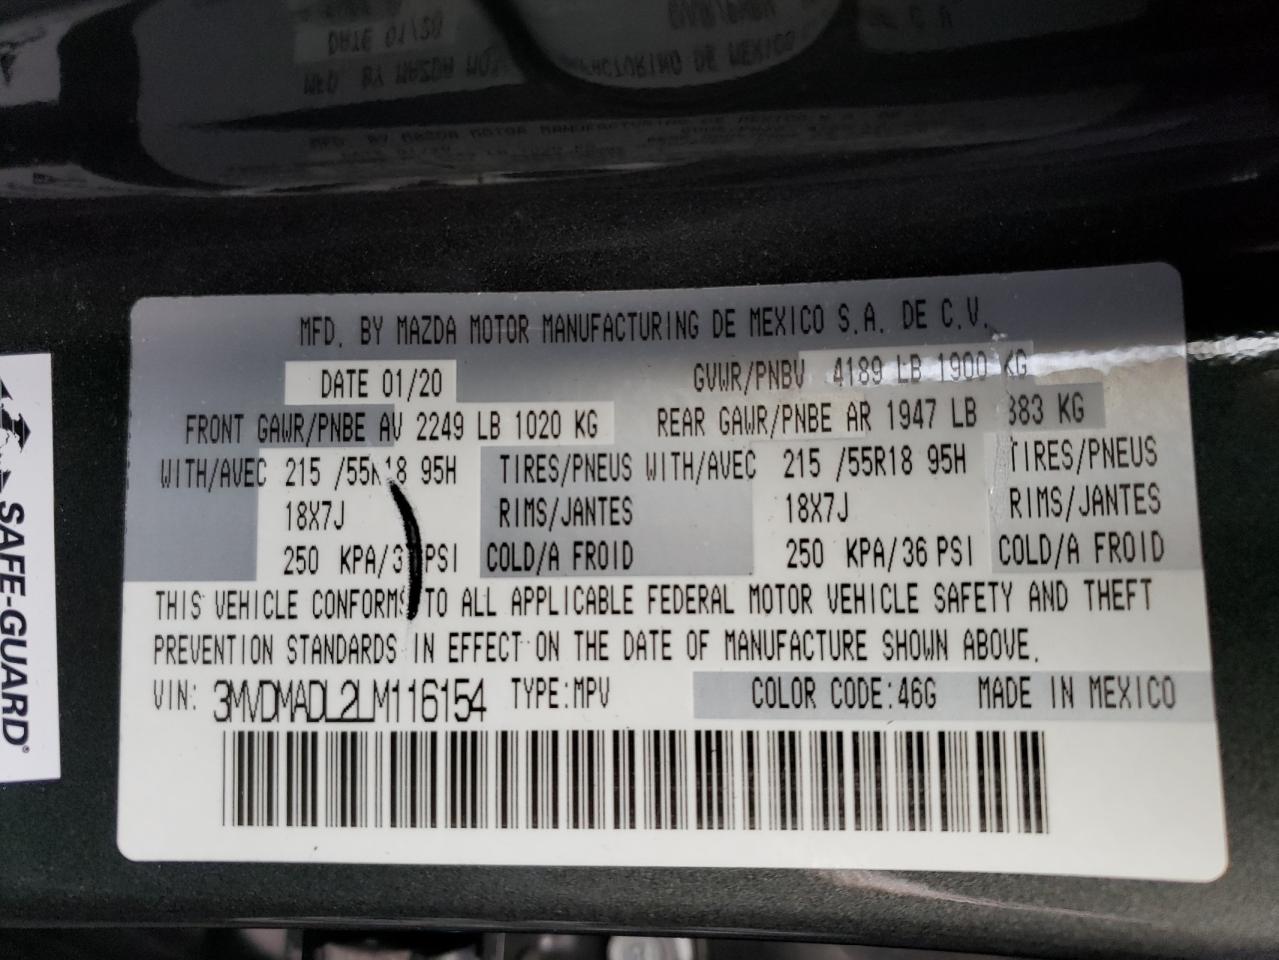 MFD. BY MAZDA MOTOR MANUFACTURING DE MEXICO S.A. DE C.V.
DATE 01/20 GVWR/PNBV 4189 LB 1900 KG
FRONT GAWR/PNBE AV 2249 LB 1020 KG REAR GAWR/PNBE AR 1947 LB 883 KG
WITH/AVEC 215 /55R18 95H TIRES/PNEUS WITH/AVEC 215 /55R18 95H TIRES/PNEUS
18X7J RIMS/JANTES 18X7J RIMS/JANTES
250 KPA/ PSI COLD/A FROID 250 KPA/36 PSI COLD/A FROID
THIS VEHICLE CONFORMS TO ALL APPLICABLE FEDERAL MOTOR VEHICLE SAFETY AND THEFT
PREVENTION STANDARDS IN EFFECT ON THE DATE OF MANUFACTURE SHOWN ABOVE.
VIN: 3MVDMADL2LM116154 TYPE:MPV COLOR CODE:46G MADE IN MEXICO
SAFE-GUARD®